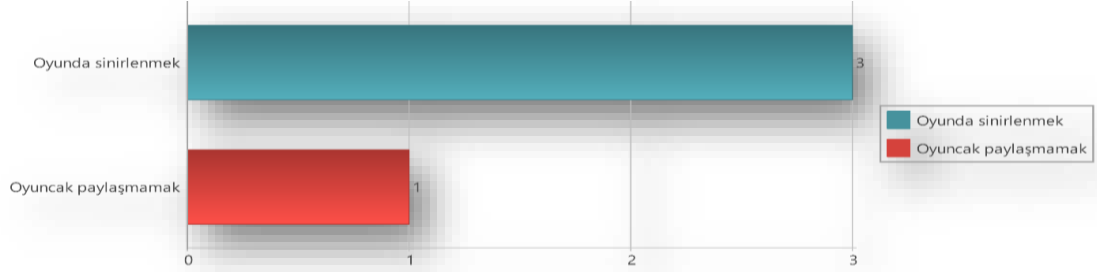 Oyunda sinirlenmek
3
Oyuncak paylaşmamak
1
0 1 2 3
Oyunda sinirlenmek
Oyuncak paylaşmamak